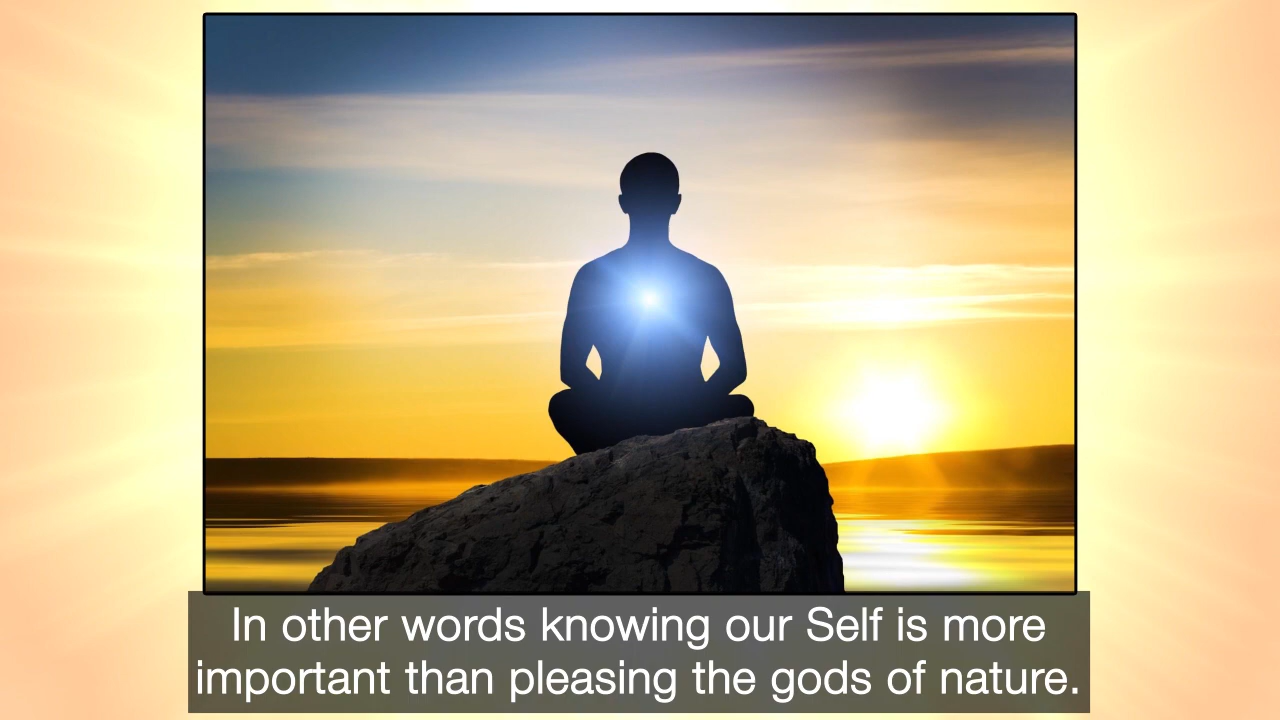 In other words knowing our Self is more
important than pleasing the gods of nature.